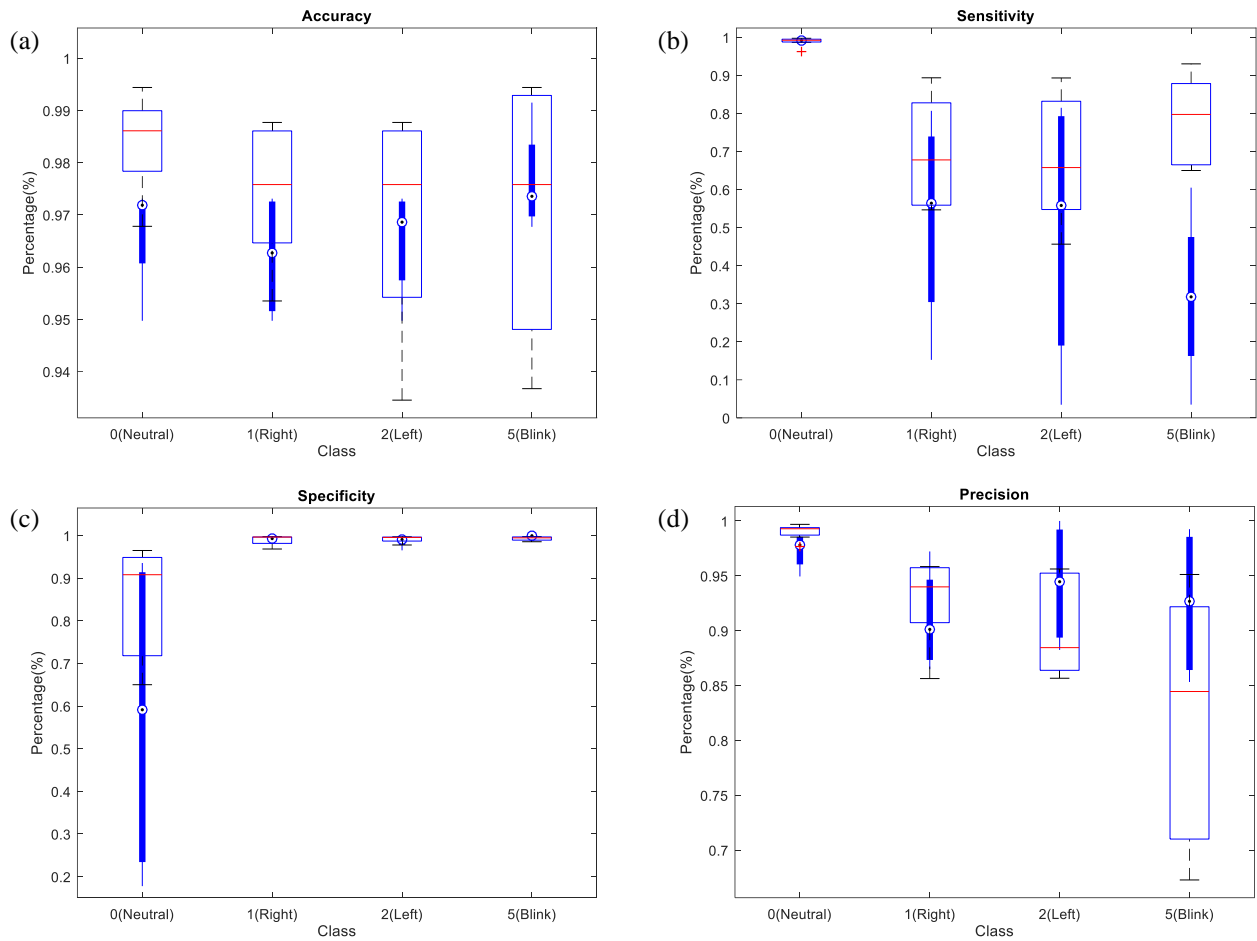 (a)
Accuracy
Percentage(%)
1
0.99
0.98
0.97
0.96
0.95
0.94
0(Neutral)
1(Right)
2(Left)
5(Blink)
Class
(b)
Sensitivity
Percentage(%)
1
0.9
0.8
0.7
0.6
0.5
0.4
0.3
0.2
0.1
0
0(Neutral)
1(Right)
2(Left)
5(Blink)
Class
(c)
Specificity
Percentage(%)
1
0.9
0.8
0.7
0.6
0.5
0.4
0.3
0.2
0(Neutral)
1(Right)
2(Left)
5(Blink)
Class
(d)
Precision
Percentage(%)
1
0.95
0.9
0.85
0.8
0.75
0.7
0(Neutral)
1(Right)
2(Left)
5(Blink)
Class